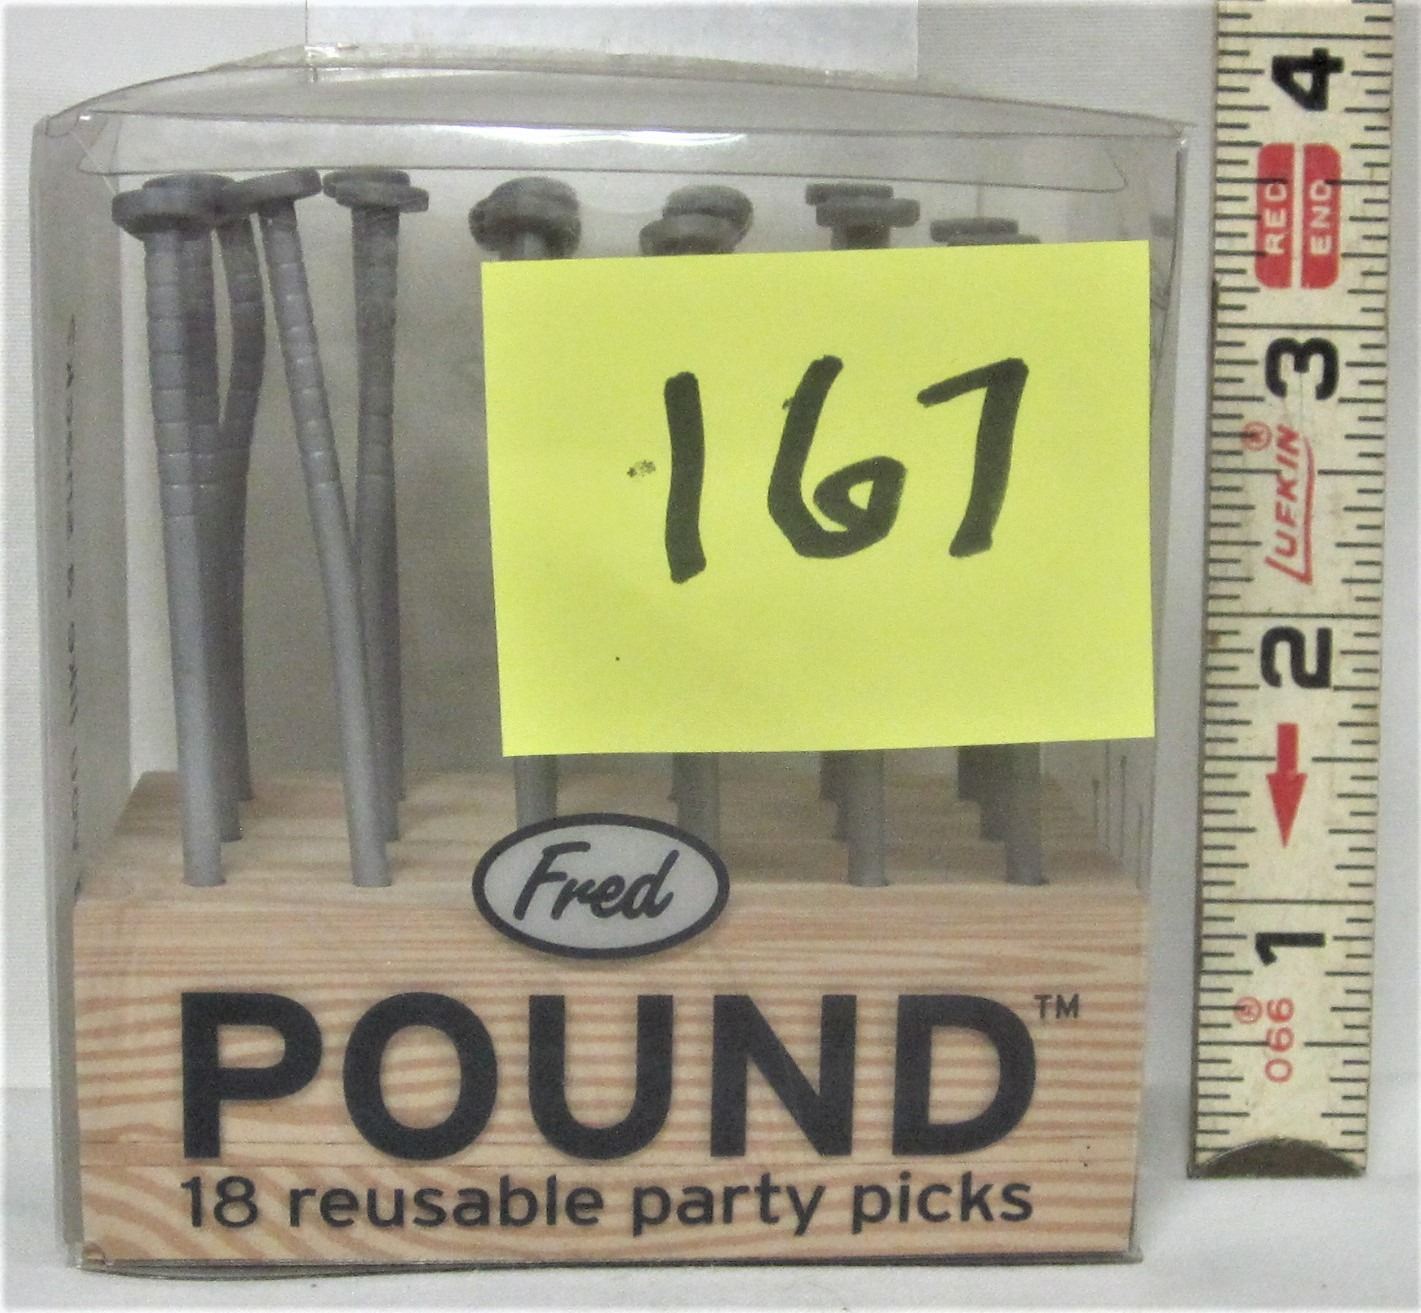 167
Fred
POUND™
18 reusable party picks
4
RED
END
3
LUFKIN®
2
1
066®